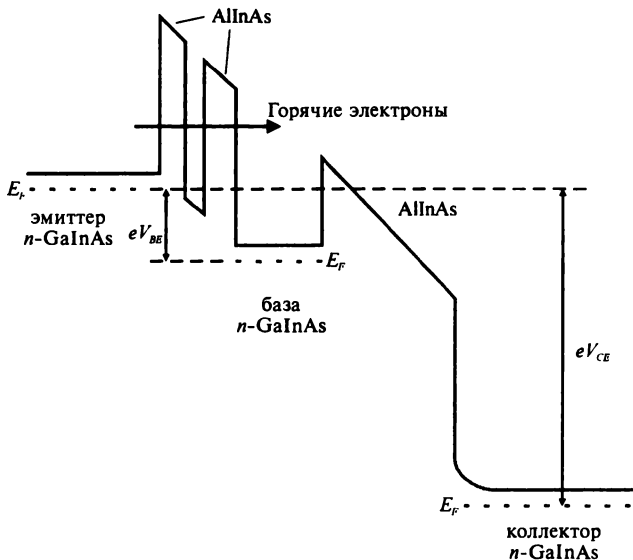 AlInAs
Горячие электроны
E_F
эмиттер
n-GaInAs
eV_BE
AlInAs
E_F
база
n-GaInAs
eV_CE
E_F
коллектор
n-GaInAs